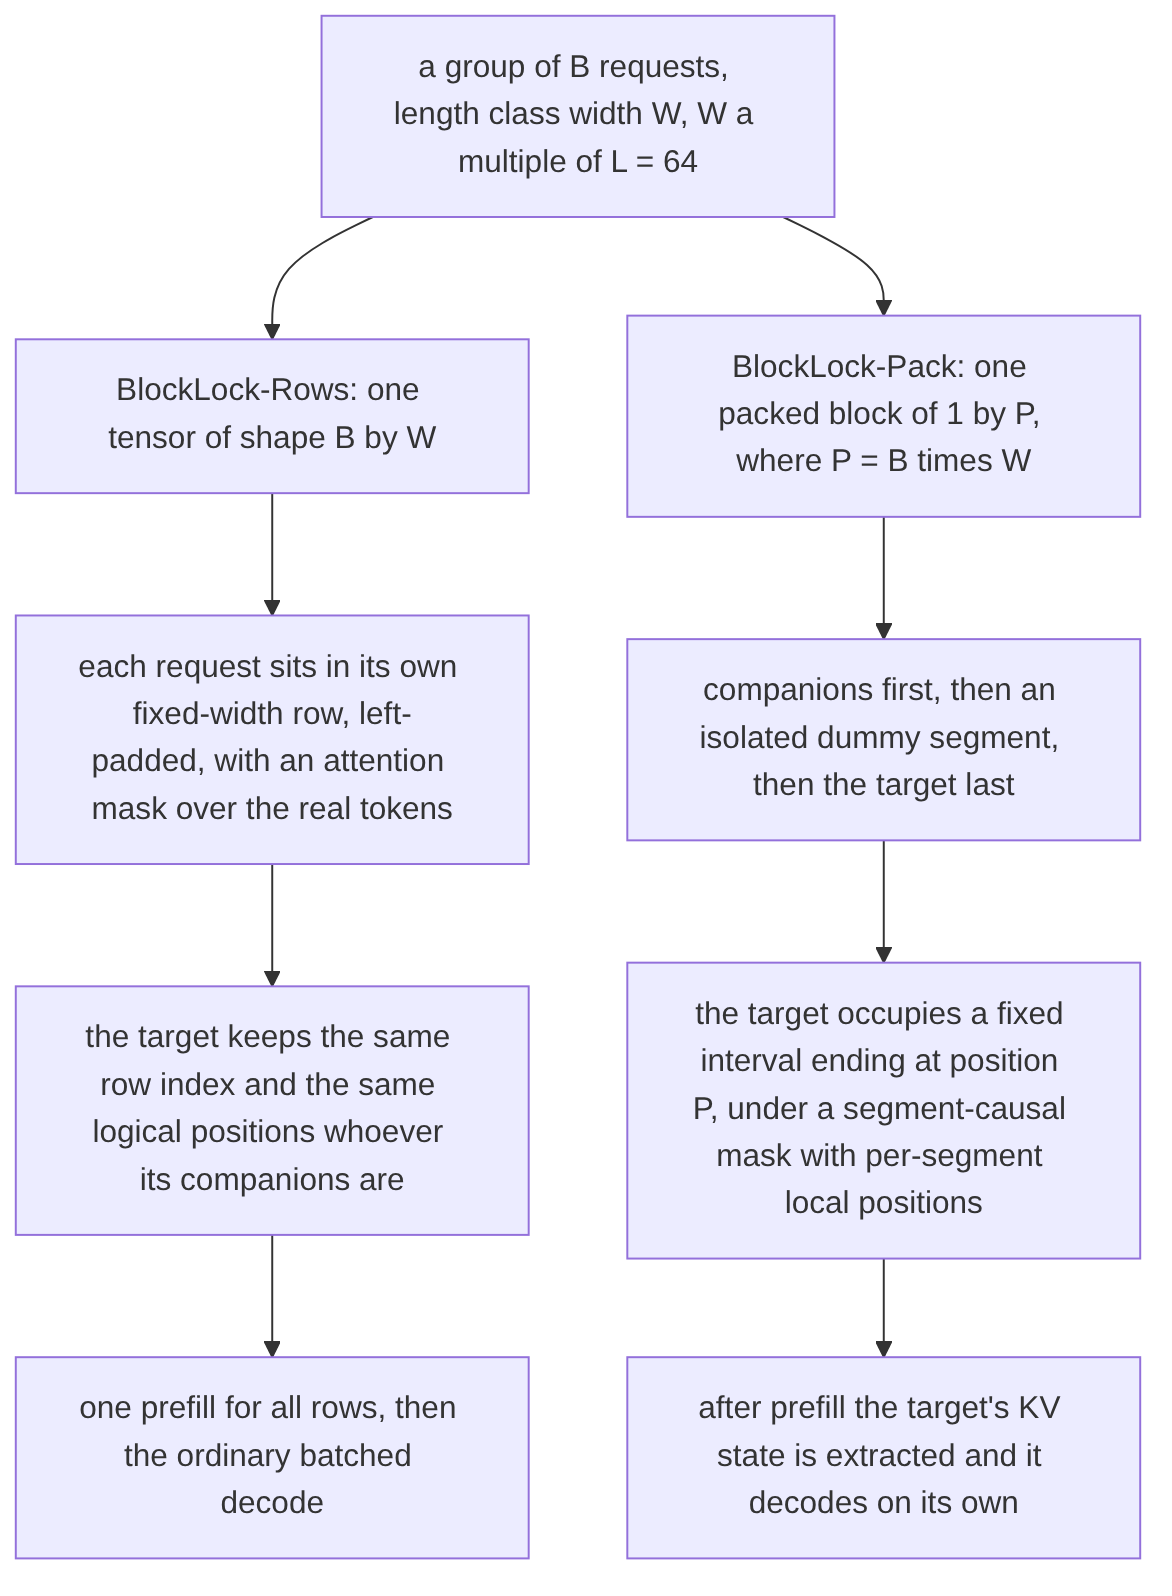 a group of B requests,
length class width W, W a
multiple of L = 64
BlockLock-Rows: one
tensor of shape B by W
each request sits in its own
fixed-width row, left-
padded, with an attention
mask over the real tokens
the target keeps the same
row index and the same
logical positions whoever
its companions are
one prefill for all rows, then
the ordinary batched
decode
BlockLock-Pack: one
packed block of 1 by P,
where P = B times W
companions first, then an
isolated dummy segment,
then the target last
the target occupies a fixed
interval ending at position
P, under a segment-causal
mask with per-segment
local positions
after prefill the target's KV
state is extracted and it
decodes on its own